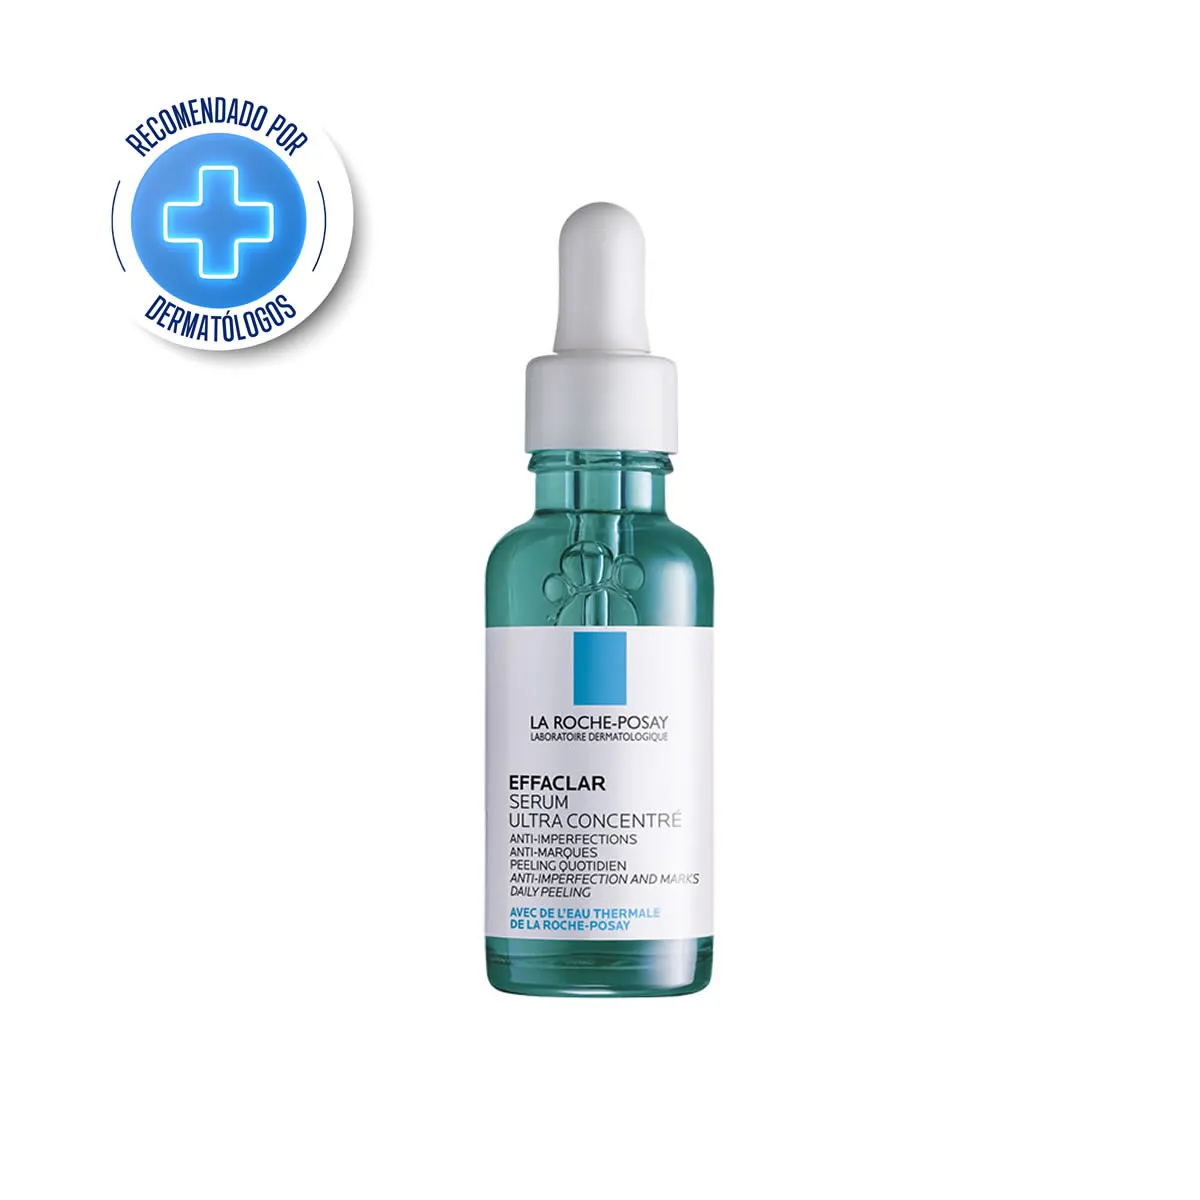 RECOMENDADO POR
DERMATÓLOGOS
LA ROCHE-POSAY
LABORATOIRE DERMATOLOGIQUE
EFFACLAR
SERUM
ULTRA CONCENTRÉ
ANTI-IMPERFECTIONS
ANTI-MARQUES
PEELING QUOTIDIEN
ANTI-IMPERFECTION AND MARKS
DAILY PEELING
AVEC DE L'EAU THERMALE
DE LA ROCHE-POSAY